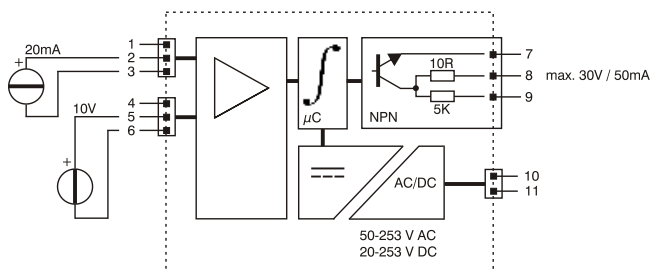 20mA
+
1
2
3
10V
+
4
5
6
µC
10R
5K
NPN
7
8
9
max. 30V / 50mA
AC/DC
10
11
50-253 V AC
20-253 V DC